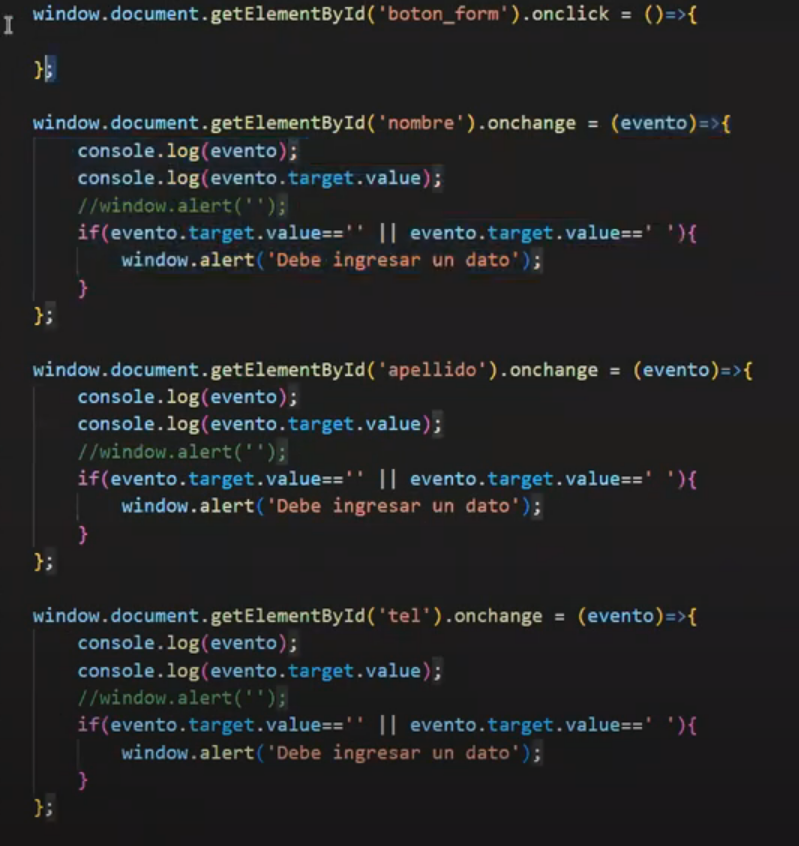 window.document.getElementById('boton_form').onclick = ()=>{
};
window.document.getElementById('nombre').onchange = (evento)=>{
console.log(evento);
console.log(evento.target.value);
//window.alert('');
if(evento.target.value=='' || evento.target.value==' '){
window.alert('Debe ingresar un dato');
}
};
window.document.getElementById('apellido').onchange = (evento)=>{
console.log(evento);
console.log(evento.target.value);
//window.alert('');
if(evento.target.value=='' || evento.target.value==' '){
window.alert('Debe ingresar un dato');
}
};
window.document.getElementById('tel').onchange = (evento)=>{
console.log(evento);
console.log(evento.target.value);
//window.alert('');
if(evento.target.value=='' || evento.target.value==' '){
window.alert('Debe ingresar un dato');
}
};